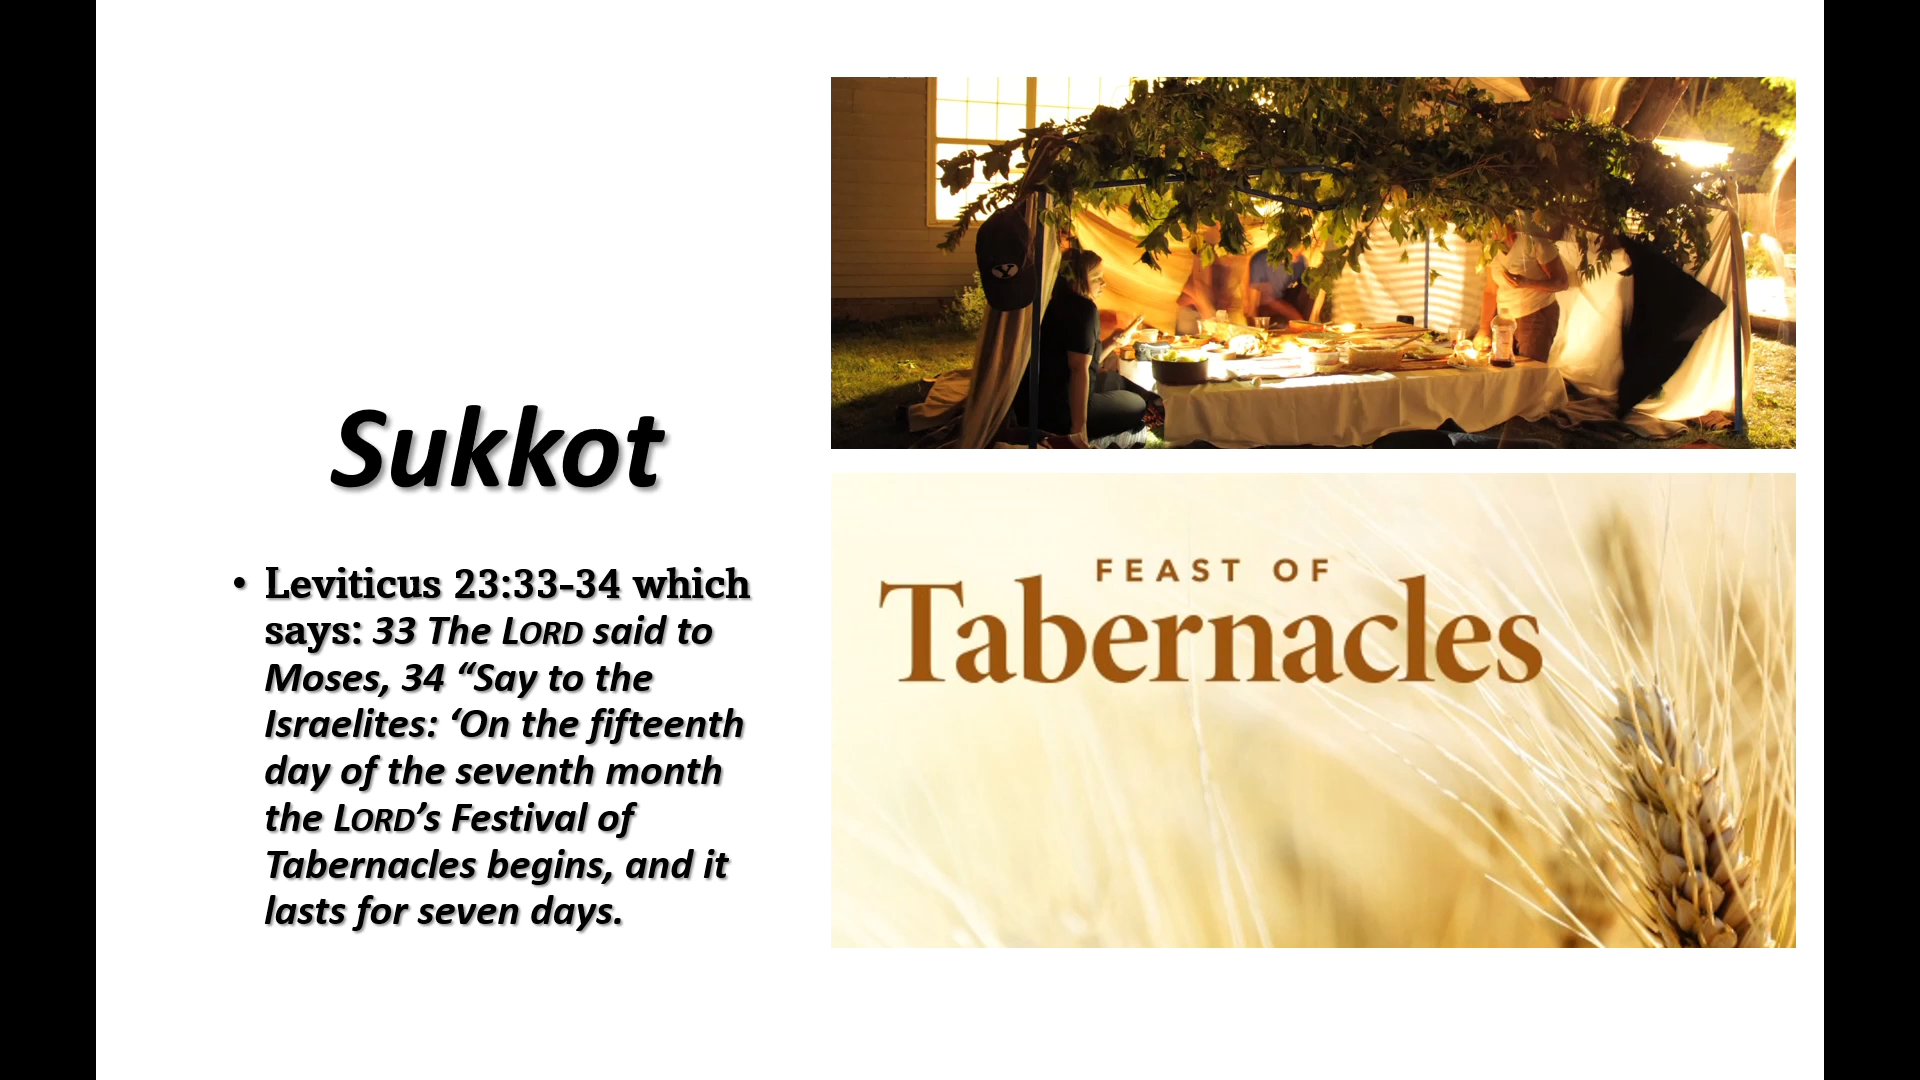 Sukkot
• Leviticus 23:33-34 which
says: 33 The LORD said to
Moses, 34 “Say to the
Israelites: ‘On the fifteenth
day of the seventh month
the LORD’s Festival of
Tabernacles begins, and it
lasts for seven days.
FEAST OF
Tabernacles